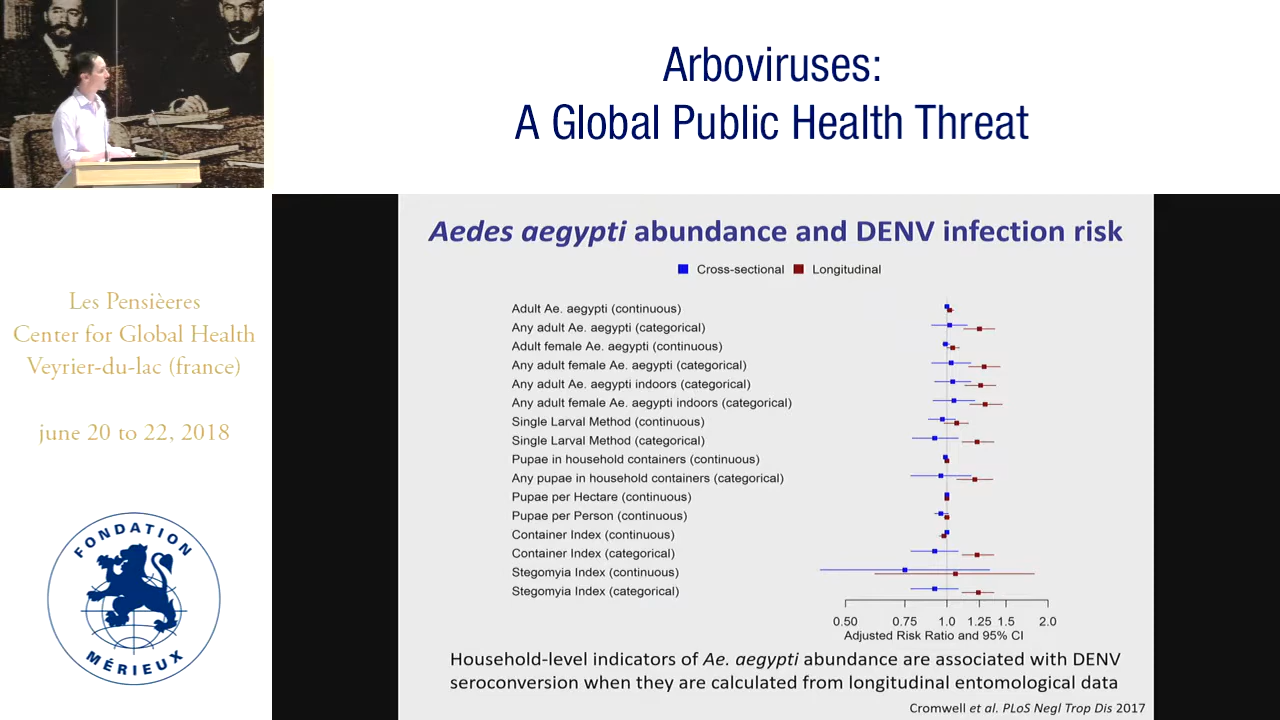 Arboviruses:
A Global Public Health Threat
Les Pensièeres
Center for Global Health
Veyrier-du-lac (france)
june 20 to 22, 2018
FONDATION
MÉRIEUX
Aedes aegypti abundance and DENV infection risk
Cross-sectional Longitudinal
Adult Ae. aegypti (continuous)
Any adult Ae. aegypti (categorical)
Adult female Ae. aegypti (continuous)
Any adult female Ae. aegypti (categorical)
Any adult Ae. aegypti indoors (categorical)
Any adult female Ae. aegypti indoors (categorical)
Single Larval Method (continuous)
Single Larval Method (categorical)
Pupae in household containers (continuous)
Any pupae in household containers (categorical)
Pupae per Hectare (continuous)
Pupae per Person (continuous)
Container Index (continuous)
Container Index (categorical)
Stegomyia Index (continuous)
Stegomyia Index (categorical)
0.50 0.75 1.0 1.25 1.5 2.0
Adjusted Risk Ratio and 95% CI
Household-level indicators of Ae. aegypti abundance are associated with DENV
seroconversion when they are calculated from longitudinal entomological data
Cromwell et al. PLoS Negl Trop Dis 2017